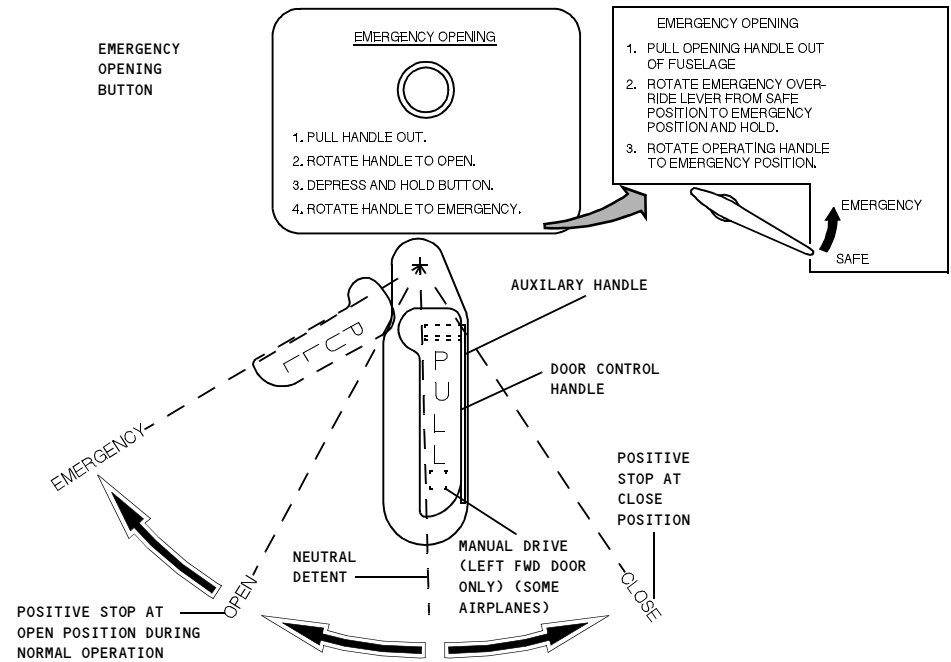 EMERGENCY
OPENING
BUTTON
EMERGENCY OPENING
1. PULL HANDLE OUT.
2. ROTATE HANDLE TO OPEN.
3. DEPRESS AND HOLD BUTTON.
4. ROTATE HANDLE TO EMERGENCY.
EMERGENCY OPENING
1. PULL OPENING HANDLE OUT
OF FUSELAGE
2. ROTATE EMERGENCY OVER-
RIDE LEVER FROM SAFE
POSITION TO EMERGENCY
POSITION AND HOLD.
3. ROTATE OPERATING HANDLE
TO EMERGENCY POSITION.
EMERGENCY
SAFE
AUXILARY HANDLE
DOOR CONTROL
HANDLE
PULL
PULL
EMERGENCY
POSITIVE
STOP AT
CLOSE
POSITION
NEUTRAL
DETENT
MANUAL DRIVE
(LEFT FWD DOOR
ONLY) (SOME
AIRPLANES)
OPEN
CLOSE
POSITIVE STOP AT
OPEN POSITION DURING
NORMAL OPERATION